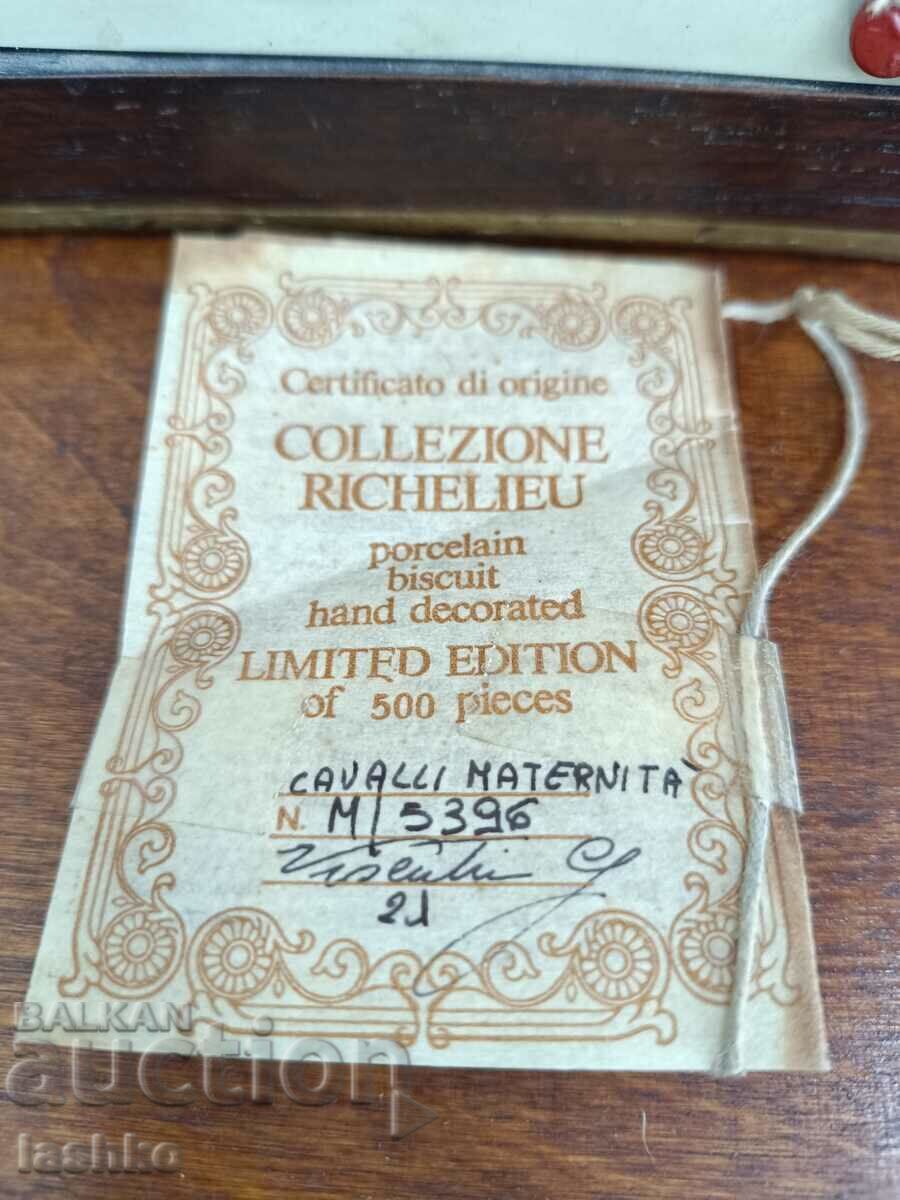 Certificato di origine
COLLEZIONE
RICHELIEU
porcelain
biscuit
hand decorated
LIMITED EDITION
of 500 pieces
CAVALLI MATERNITÀ
N. M/5396
21
BALKAN
auction
lashko